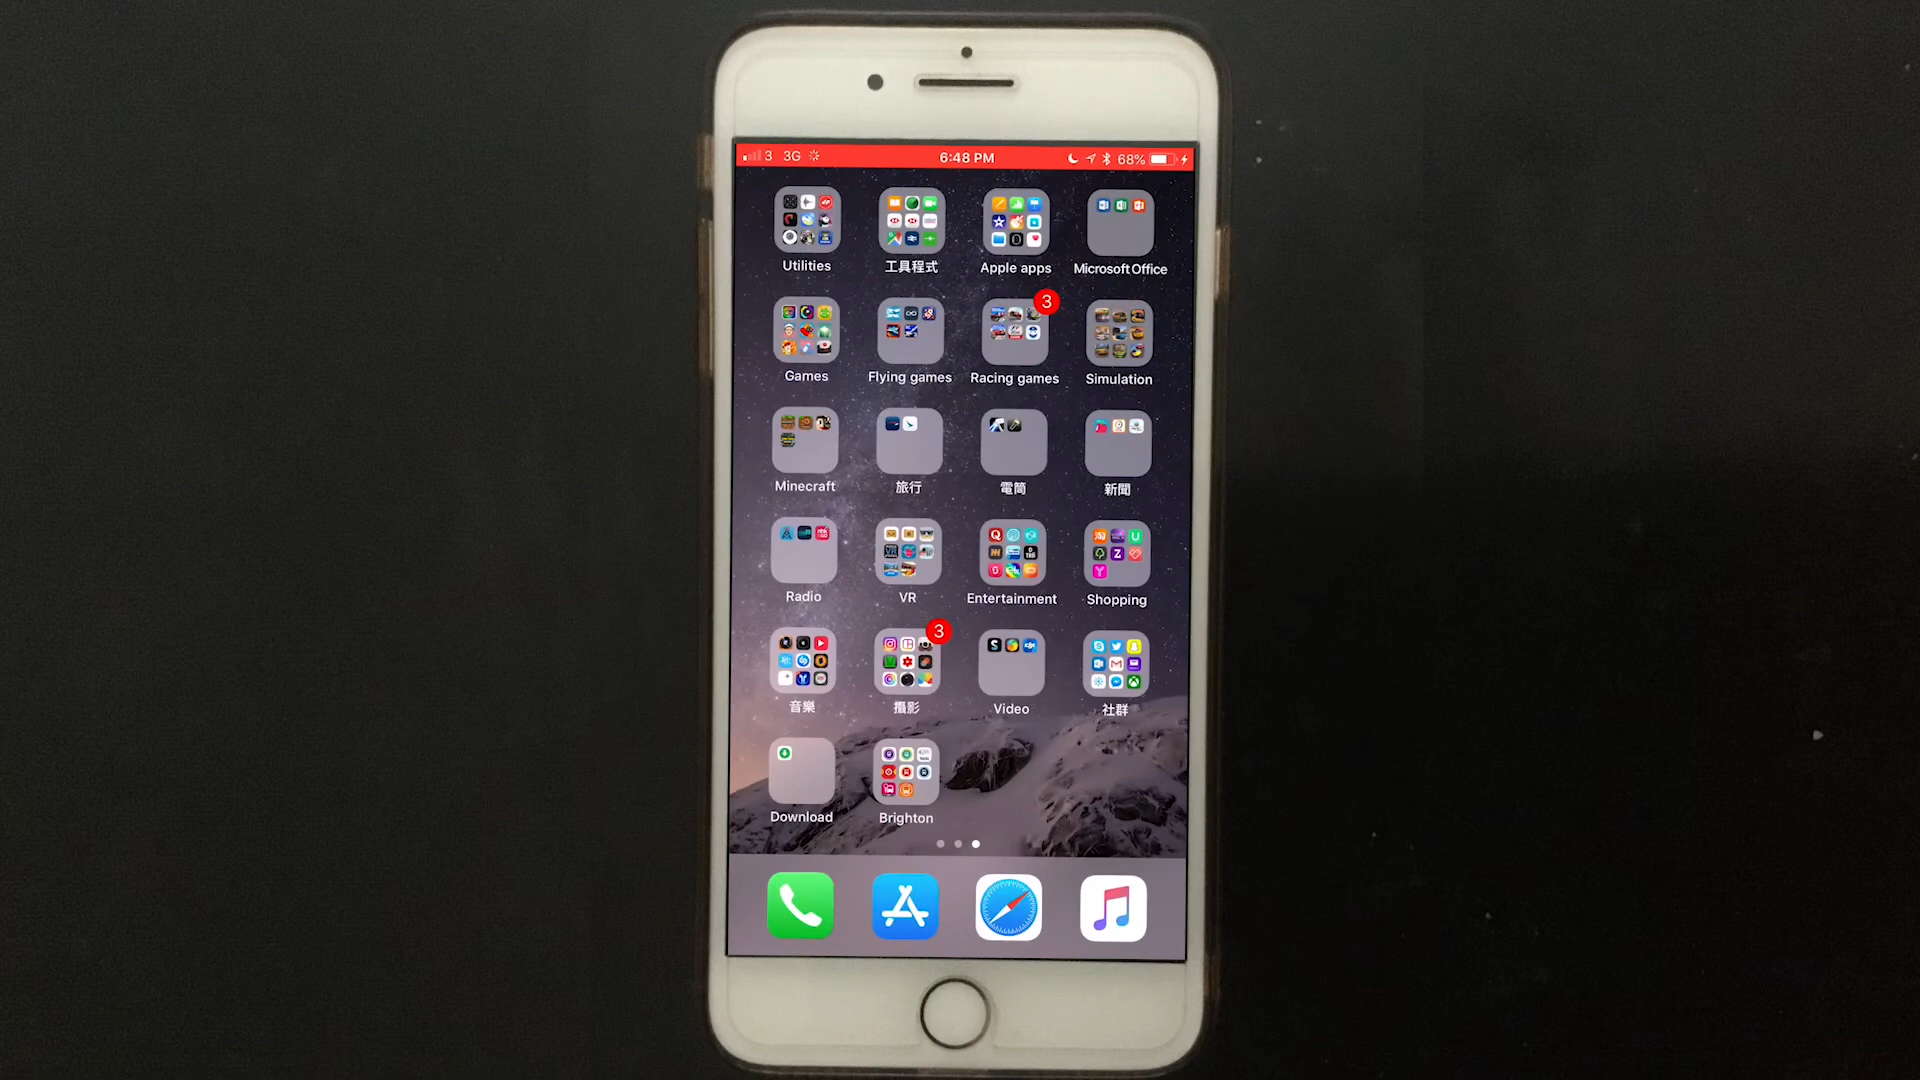 3 3G 6:48 PM 68%
Utilities 工具程式 Apple apps Microsoft Office
3
Games Flying games Racing games Simulation
Minecraft 旅行 電筒 新聞
Radio VR Entertainment Shopping
3
音樂 攝影 Video 社群
Download Brighton